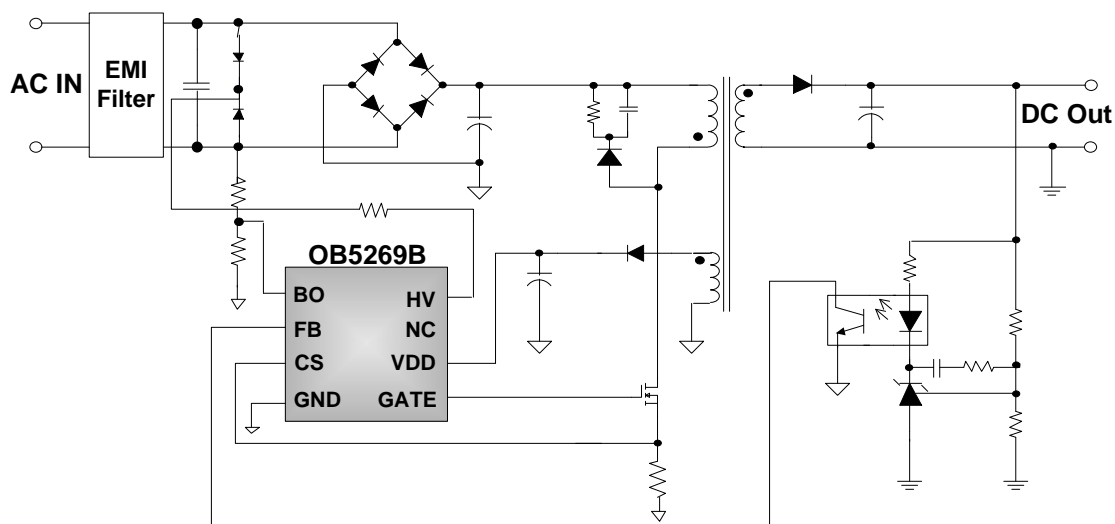 AC IN
EMI
Filter
DC Out
OB5269B
BO
HV
FB
NC
CS
VDD
GND
GATE